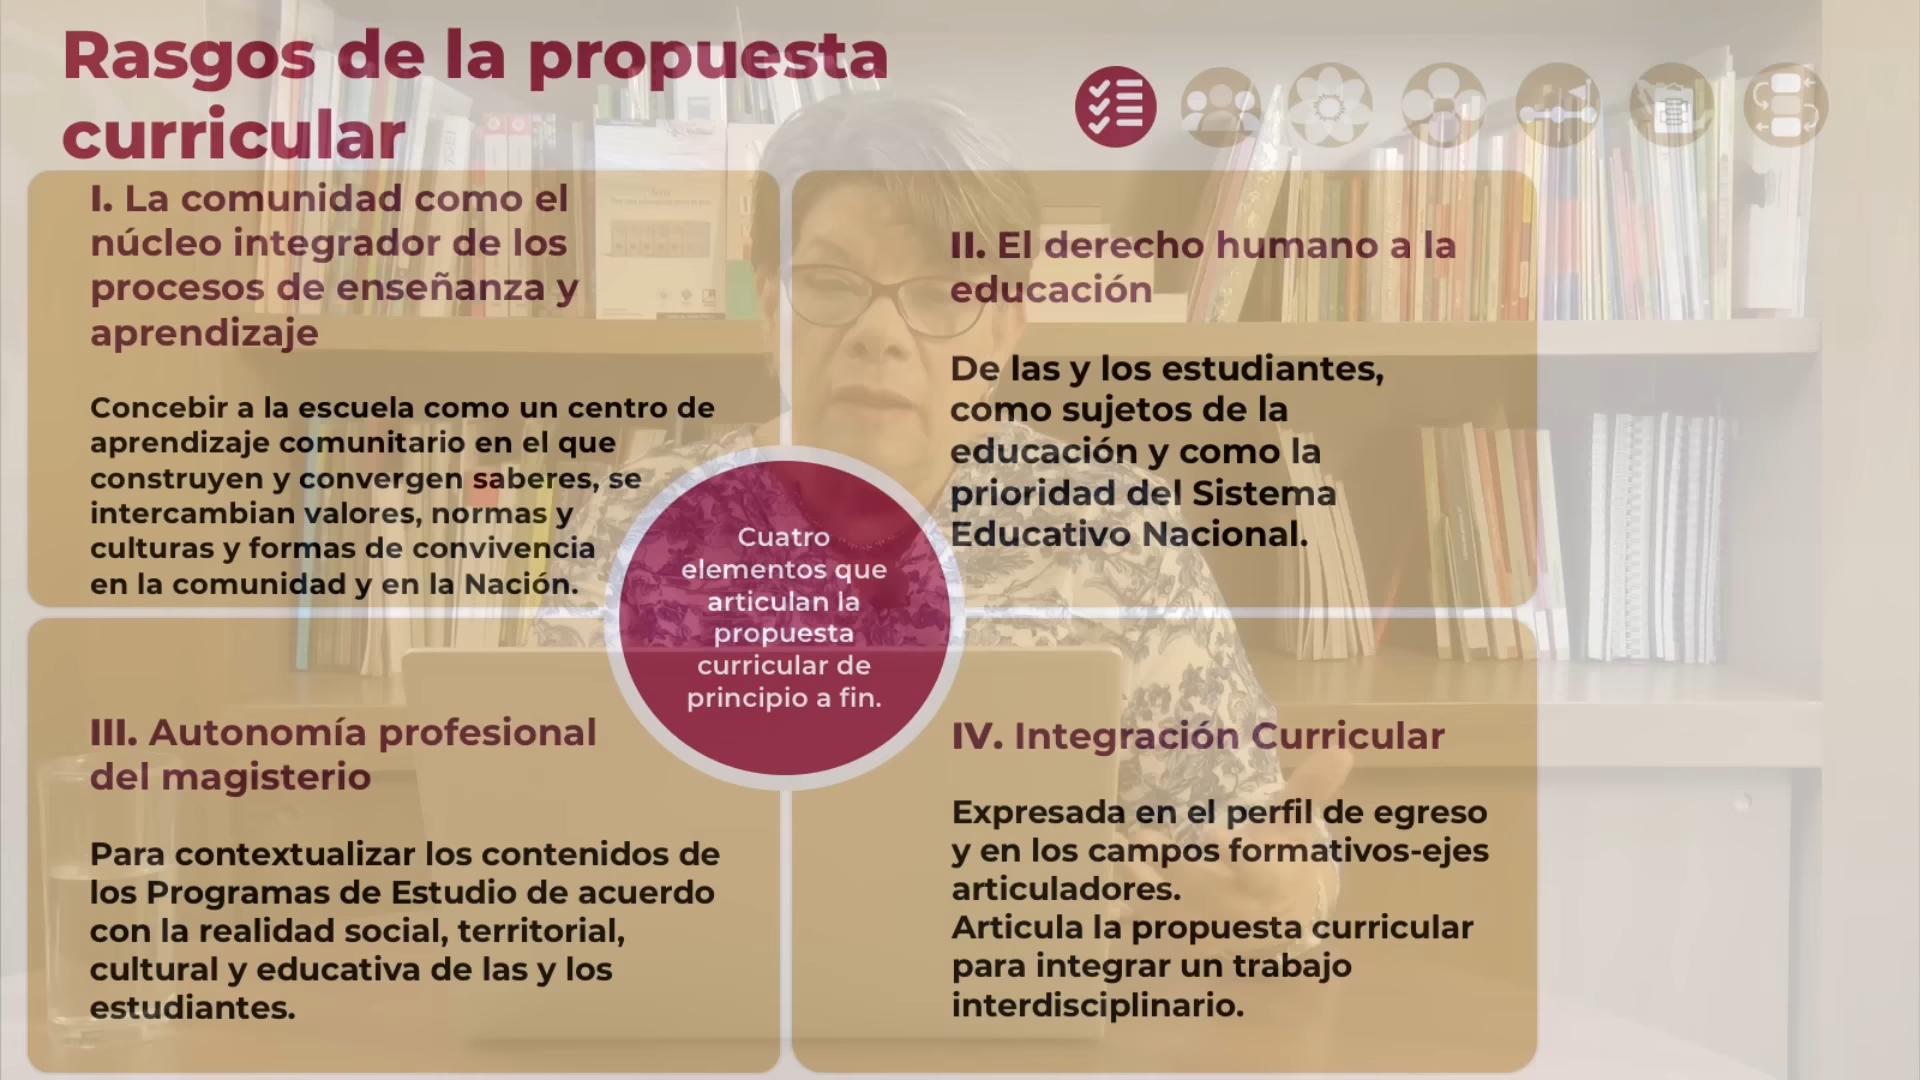 Rasgos de la propuesta
curricular
I. La comunidad como el
núcleo integrador de los
procesos de enseñanza y
aprendizaje
Concebir a la escuela como un centro de
aprendizaje comunitario en el que
construyen y convergen saberes, se
intercambian valores, normas y
culturas y formas de convivencia
en la comunidad y en la Nación.
II. El derecho humano a la
educación
De las y los estudiantes,
como sujetos de la
educación y como la
prioridad del Sistema
Educativo Nacional.
Cuatro
elementos que
articulan la
propuesta
curricular de
principio a fin.
III. Autonomía profesional
del magisterio
Para contextualizar los contenidos de
los Programas de Estudio de acuerdo
con la realidad social, territorial,
cultural y educativa de las y los
estudiantes.
IV. Integración Curricular
Expresada en el perfil de egreso
y en los campos formativos-ejes
articuladores.
Articula la propuesta curricular
para integrar un trabajo
interdisciplinario.